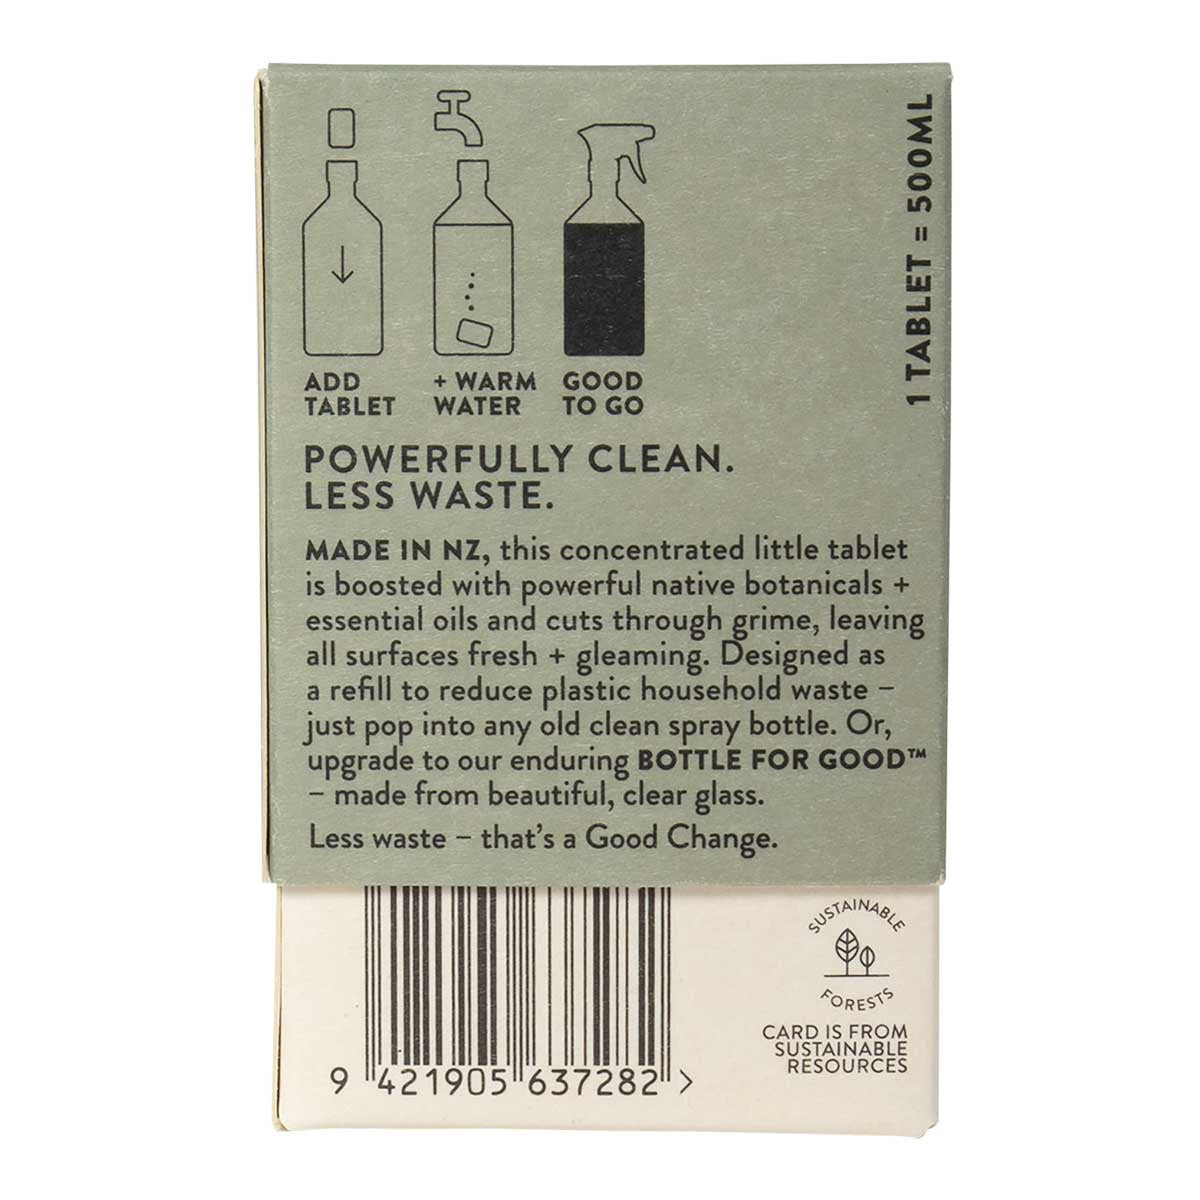 1 TABLET = 500ML
ADD
TABLET
+ WARM
WATER
GOOD
TO GO
POWERFULLY CLEAN.
LESS WASTE.
MADE IN NZ, this concentrated little tablet
is boosted with powerful native botanicals +
essential oils and cuts through grime, leaving
all surfaces fresh + gleaming. Designed as
a refill to reduce plastic household waste –
just pop into any old clean spray bottle. Or,
upgrade to our enduring BOTTLE FOR GOOD™
– made from beautiful, clear glass.
Less waste – that's a Good Change.
SUSTAINABLE
FORESTS
CARD IS FROM
SUSTAINABLE
RESOURCES
9 421905 637282 >